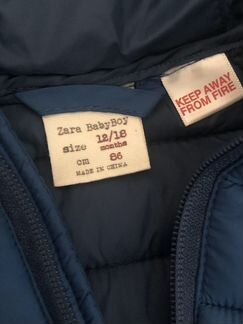 Zara BabyBoy
size 12/18
months
cm 86
MADE IN CHINA
KEEP AWAY
FROM FIRE